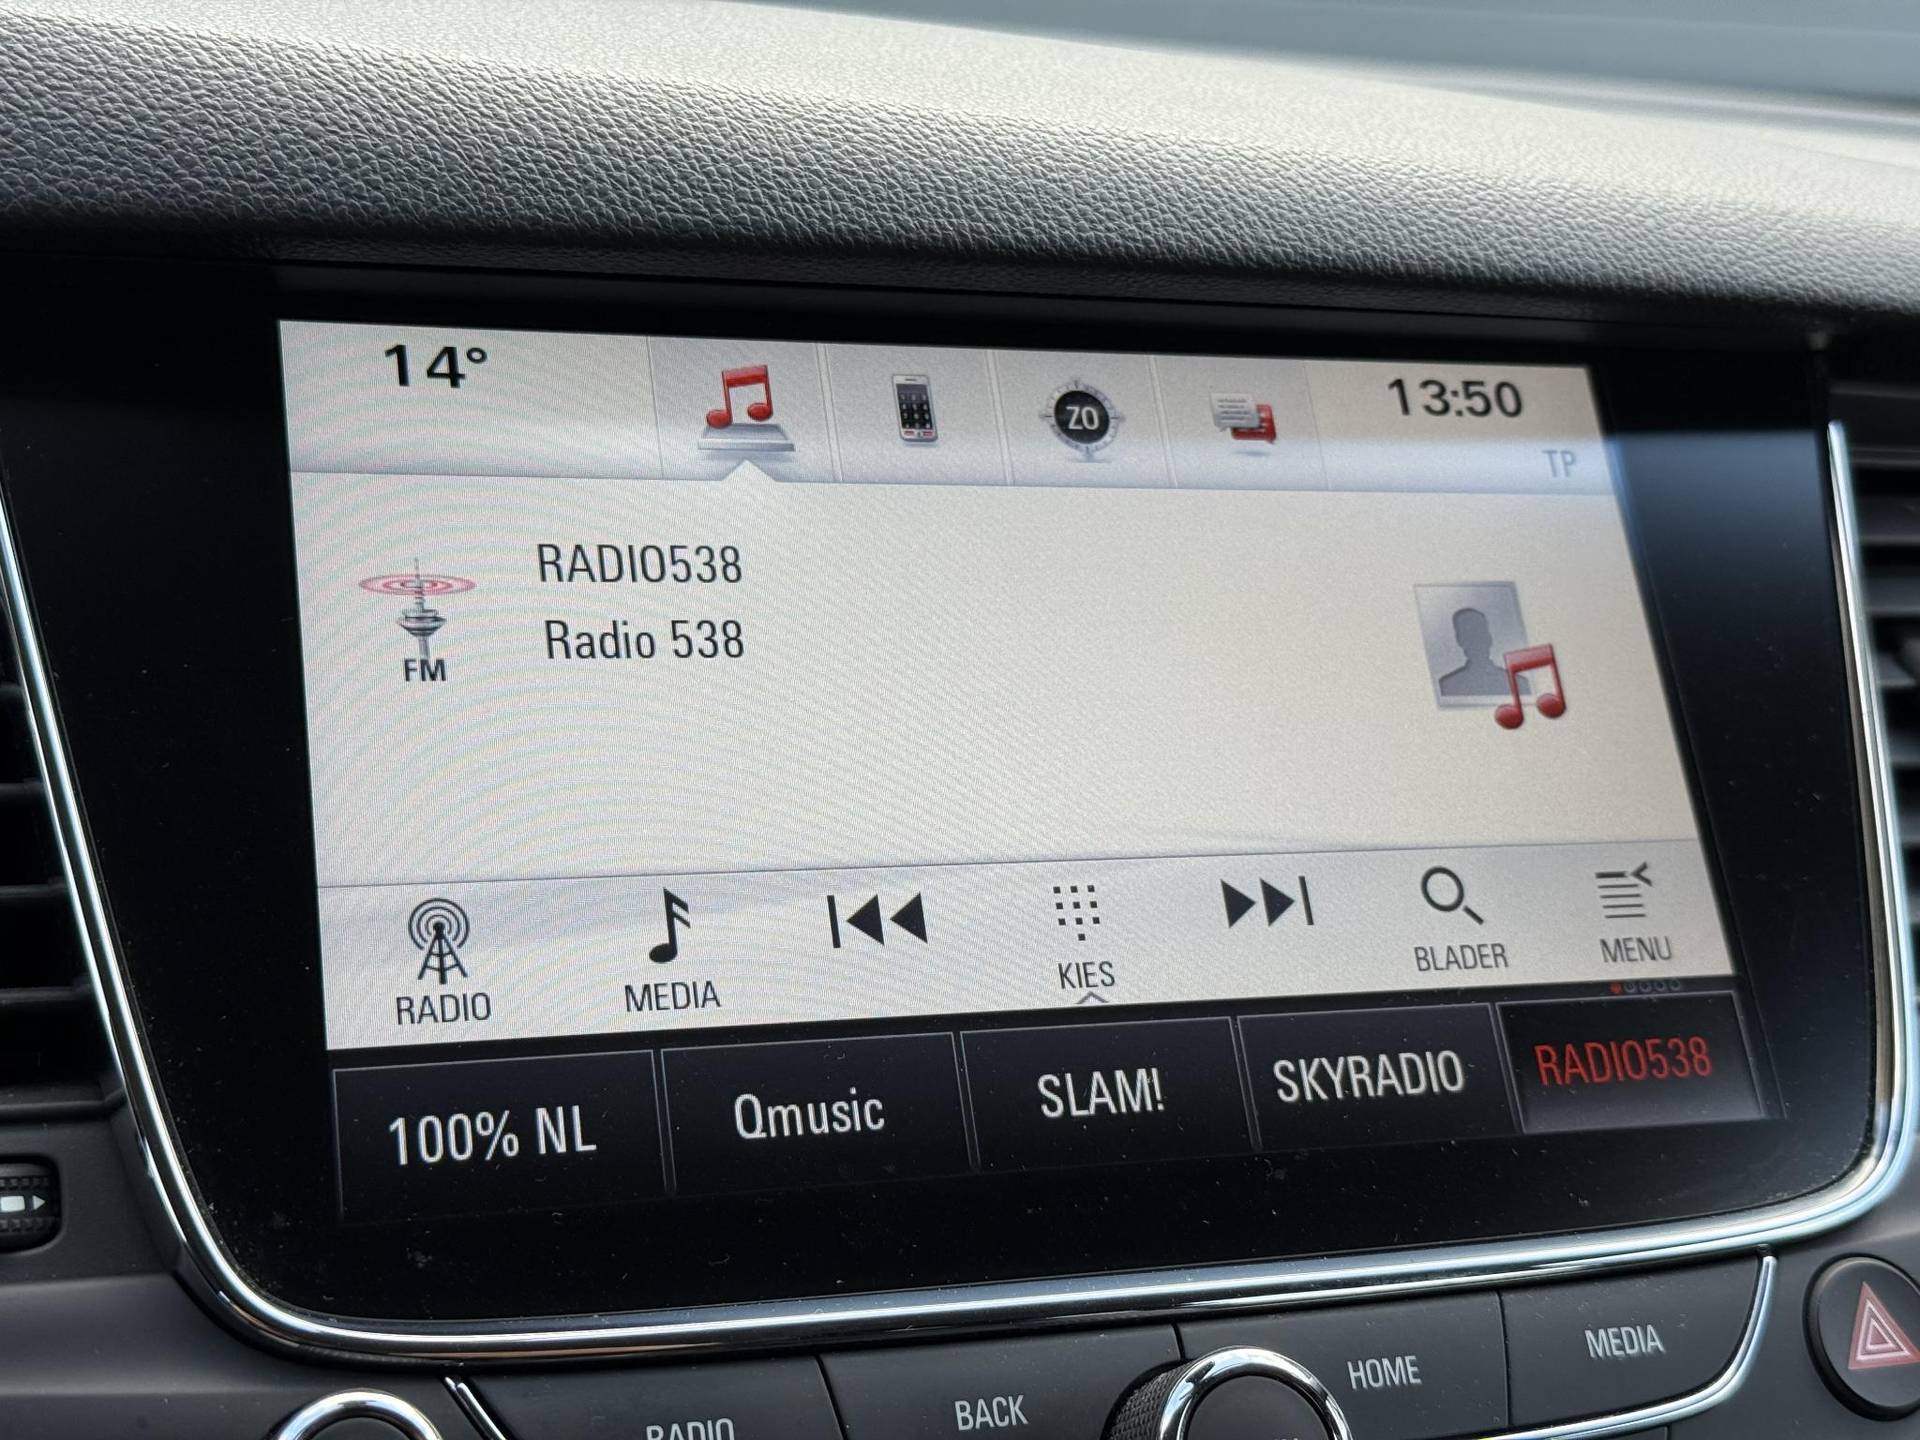 14°
ZO
13:50
TP
RADIO538
Radio 538
FM
RADIO
MEDIA
KIES
BLADER
MENU
100% NL
Qmusic
SLAM!
SKYRADIO
RADIO538
RADIO
BACK
HOME
MEDIA